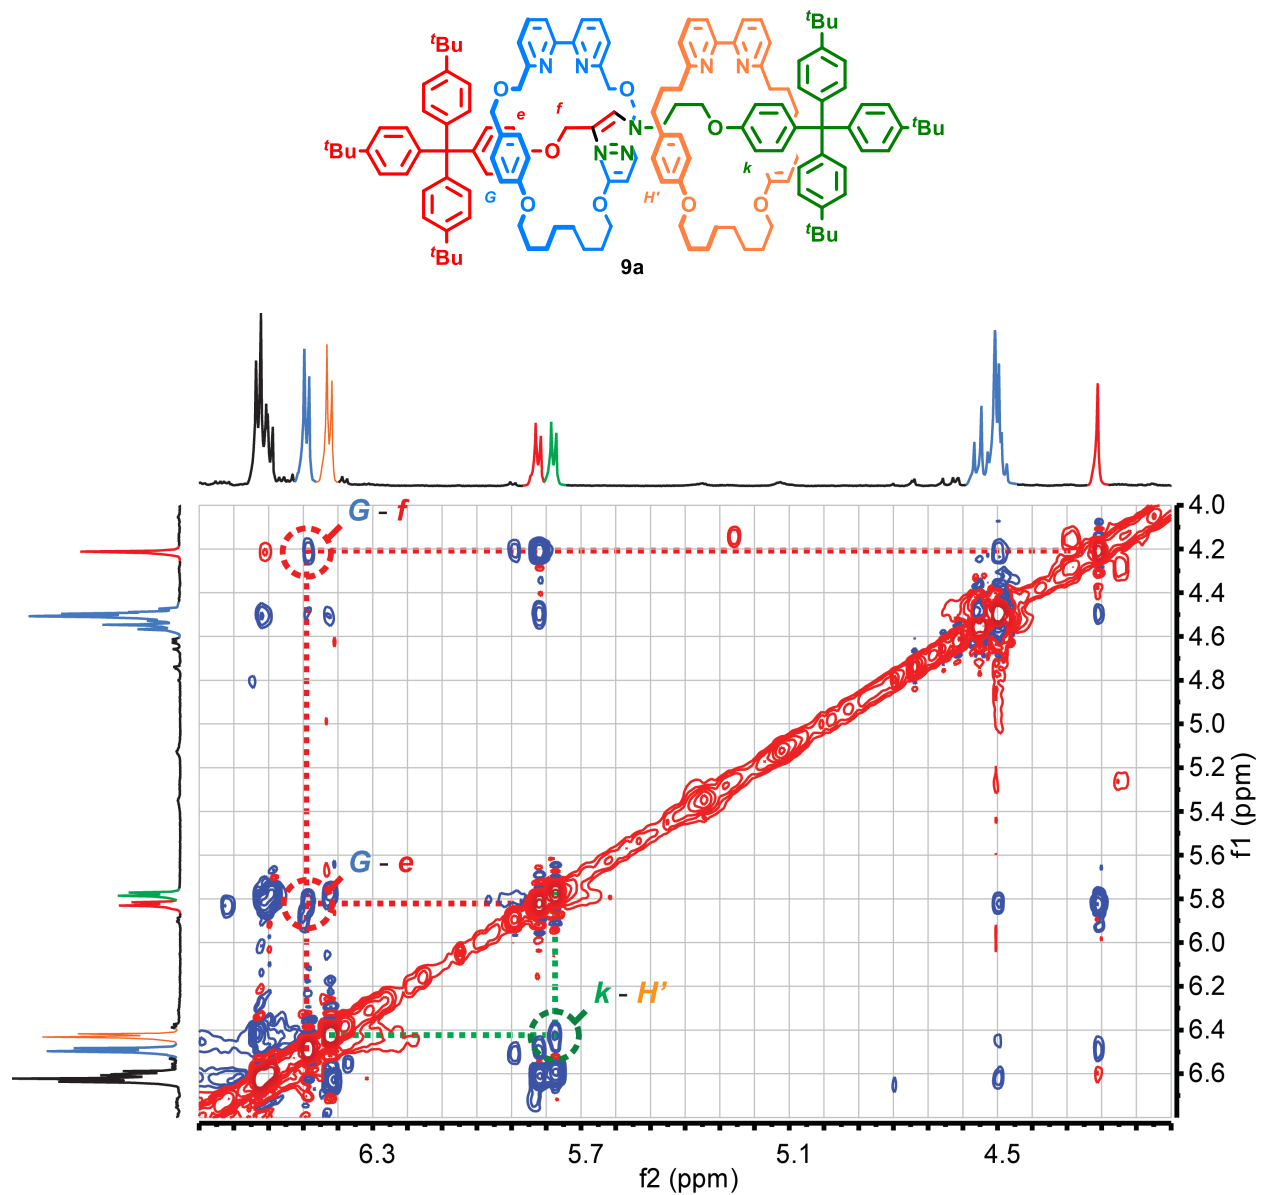 tBu
tBu
tBu
tBu
tBu
tBu
N N
N N
O O
e f
O
N
O
N=N
k
G
H'
O O
O O
9a
G - f
G - e
k - H'
4.0
4.2
4.4
4.6
4.8
5.0
5.2
5.4
5.6
5.8
6.0
6.2
6.4
6.6
f1 (ppm)
6.3 5.7 5.1 4.5
f2 (ppm)